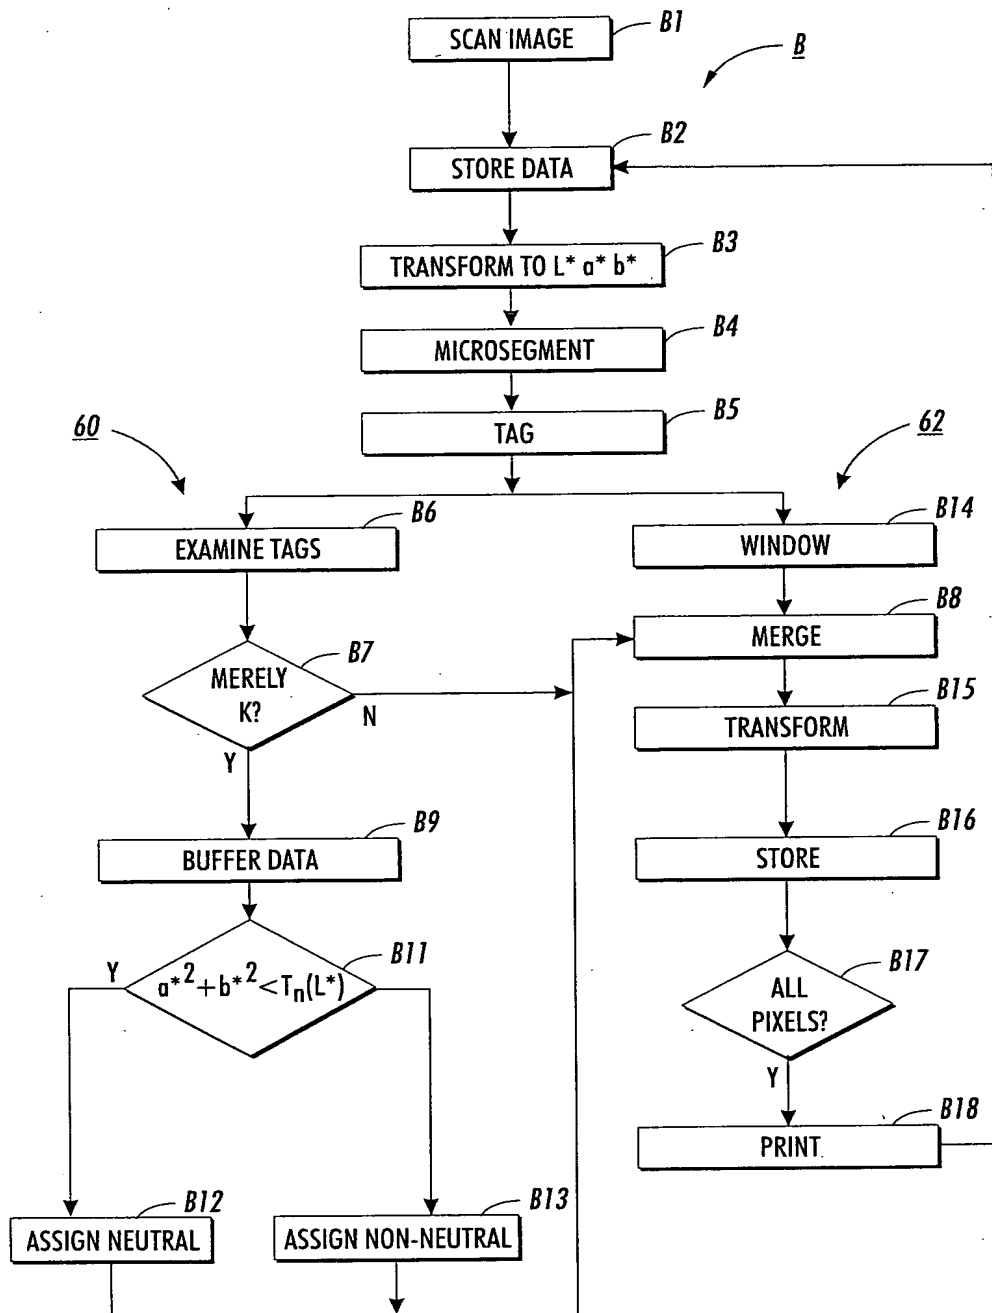 SCAN IMAGE
B1
B
STORE DATA
B2
TRANSFORM TO L* a* b*
B3
MICROSEGMENT
B4
TAG
B5
60
62
EXAMINE TAGS
B6
WINDOW
B14
MERGE
B8
MERELY
K?
B7
N
Y
TRANSFORM
B15
BUFFER DATA
B9
STORE
B16
a*²+b*²<Tn(L*)
B11
Y
ALL
PIXELS?
B17
Y
PRINT
B18
ASSIGN NEUTRAL
B12
ASSIGN NON-NEUTRAL
B13